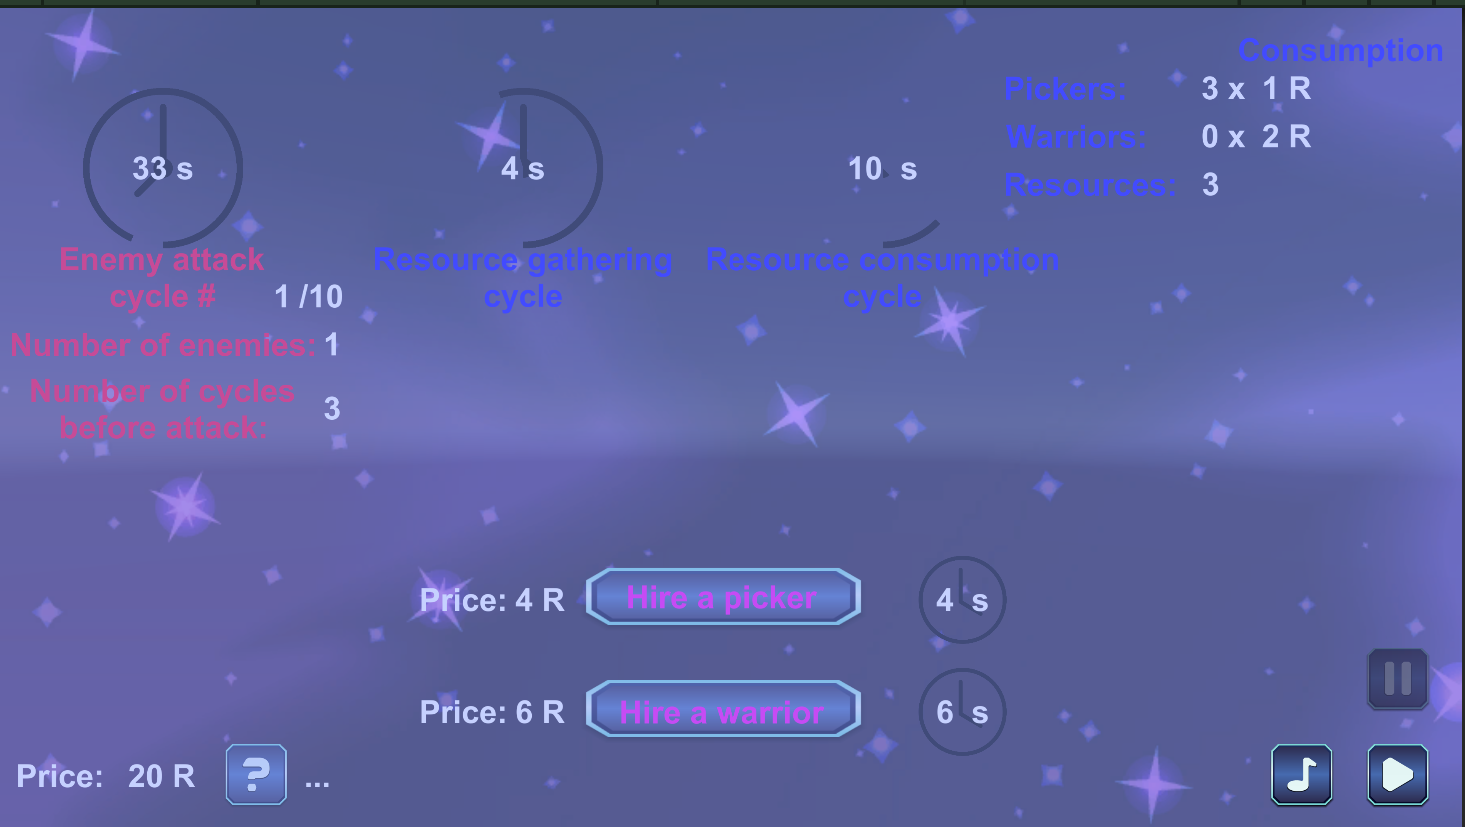 Consumption
Pickers: 3 x 1 R
Warriors: 0 x 2 R
Resources: 3
33 s
4 s
10 s
Enemy attack
cycle # 1 /10
Resource gathering
cycle
Resource consumption
cycle
Number of enemies: 1
Number of cycles
before attack: 3
Price: 4 R Hire a picker 4 s
Price: 6 R Hire a warrior 6 s
Price: 20 R ? ...